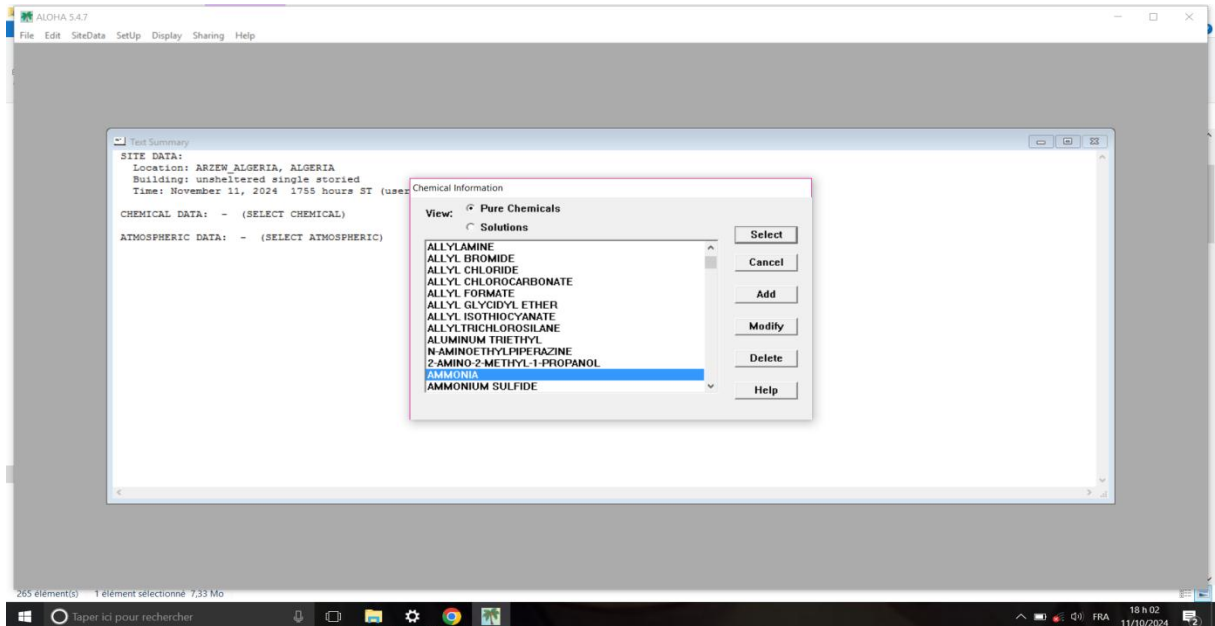 ALOHA 5.4.7
File Edit SiteData SetUp Display Sharing Help
Text Summary
SITE DATA:
Location: ARZEW_ALGERIA, ALGERIA
Building: unsheltered single storied
Time: November 11, 2024 1755 hours ST (user
CHEMICAL DATA: - (SELECT CHEMICAL)
ATMOSPHERIC DATA: - (SELECT ATMOSPHERIC)
Chemical Information
View: Pure Chemicals
Solutions
ALLYLAMINE
ALLYL BROMIDE
ALLYL CHLORIDE
ALLYL CHLOROCARBONATE
ALLYL FORMATE
ALLYL GLYCIDYL ETHER
ALLYL ISOTHIOCYANATE
ALLYLTRICHLOROSILANE
ALUMINUM TRIETHYL
N-AMINOETHYLPIPERAZINE
2-AMINO-2-METHYL-1-PROPANOL
AMMONIA
AMMONIUM SULFIDE
Select
Cancel
Add
Modify
Delete
Help
265 élément(s) 1 élément sélectionné 7,33 Mo
Taper ici pour rechercher
FRA
18 h 02
11/10/2024
2